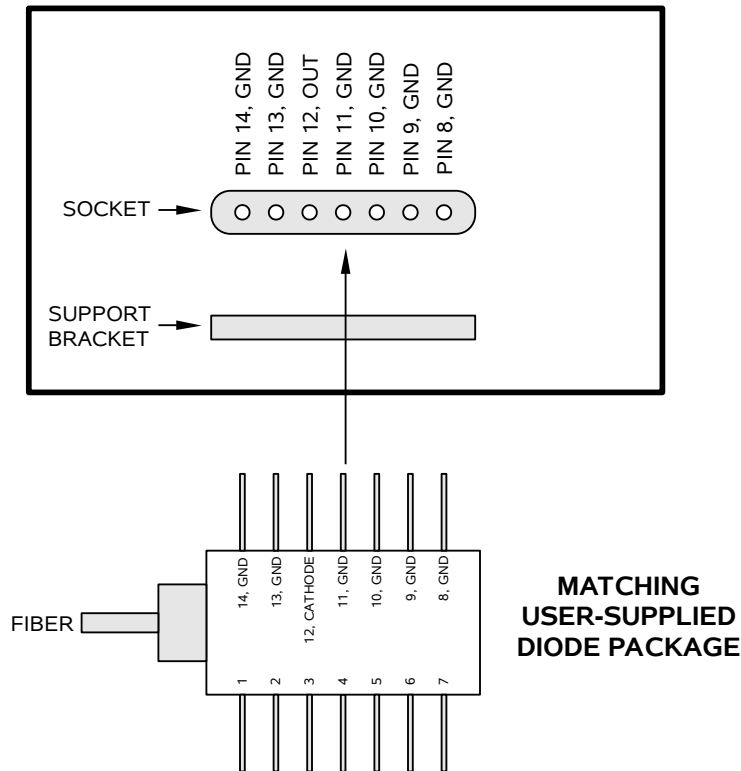 PIN 14, GND
PIN 13, GND
PIN 12, OUT
PIN 11, GND
PIN 10, GND
PIN 9, GND
PIN 8, GND
SOCKET
SUPPORT
BRACKET
14, GND
13, GND
12, CATHODE
11, GND
10, GND
9, GND
8, GND
FIBER
1
2
3
4
5
6
7
MATCHING
USER-SUPPLIED
DIODE PACKAGE